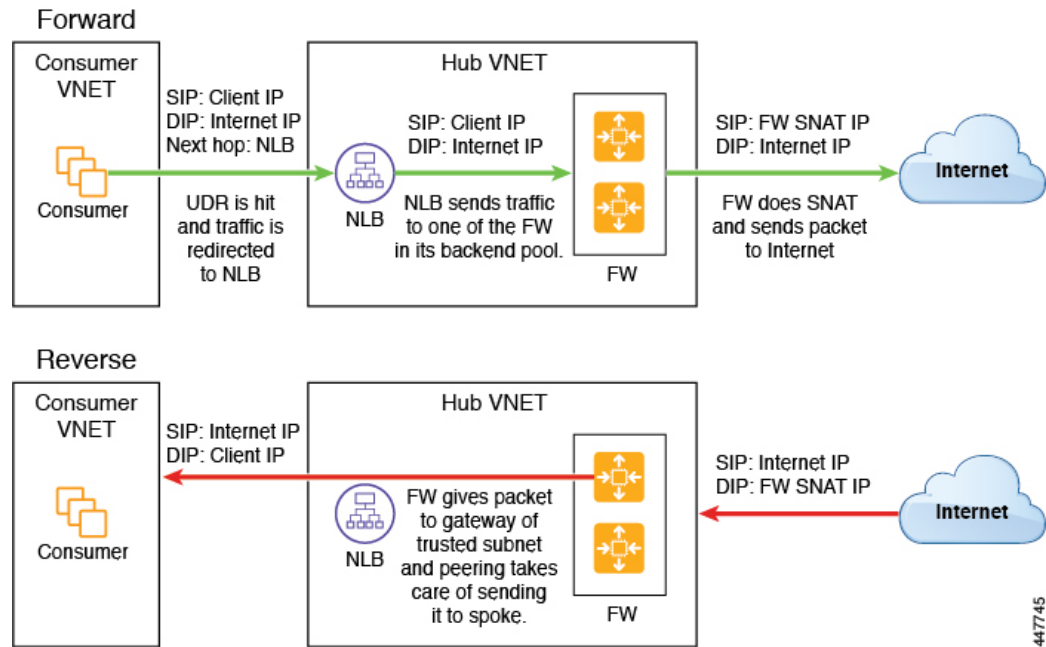 Forward
Consumer
VNET
Consumer
SIP: Client IP
DIP: Internet IP
Next hop: NLB
UDR is hit
and traffic is
redirected
to NLB
Hub VNET
NLB
SIP: Client IP
DIP: Internet IP
NLB sends traffic
to one of the FW
in its backend pool.
FW
SIP: FW SNAT IP
DIP: Internet IP
FW does SNAT
and sends packet
to Internet
Internet
Reverse
Consumer
VNET
Consumer
SIP: Internet IP
DIP: Client IP
Hub VNET
NLB
FW gives packet
to gateway of
trusted subnet
and peering takes
care of sending
it to spoke.
FW
SIP: Internet IP
DIP: FW SNAT IP
Internet
447745